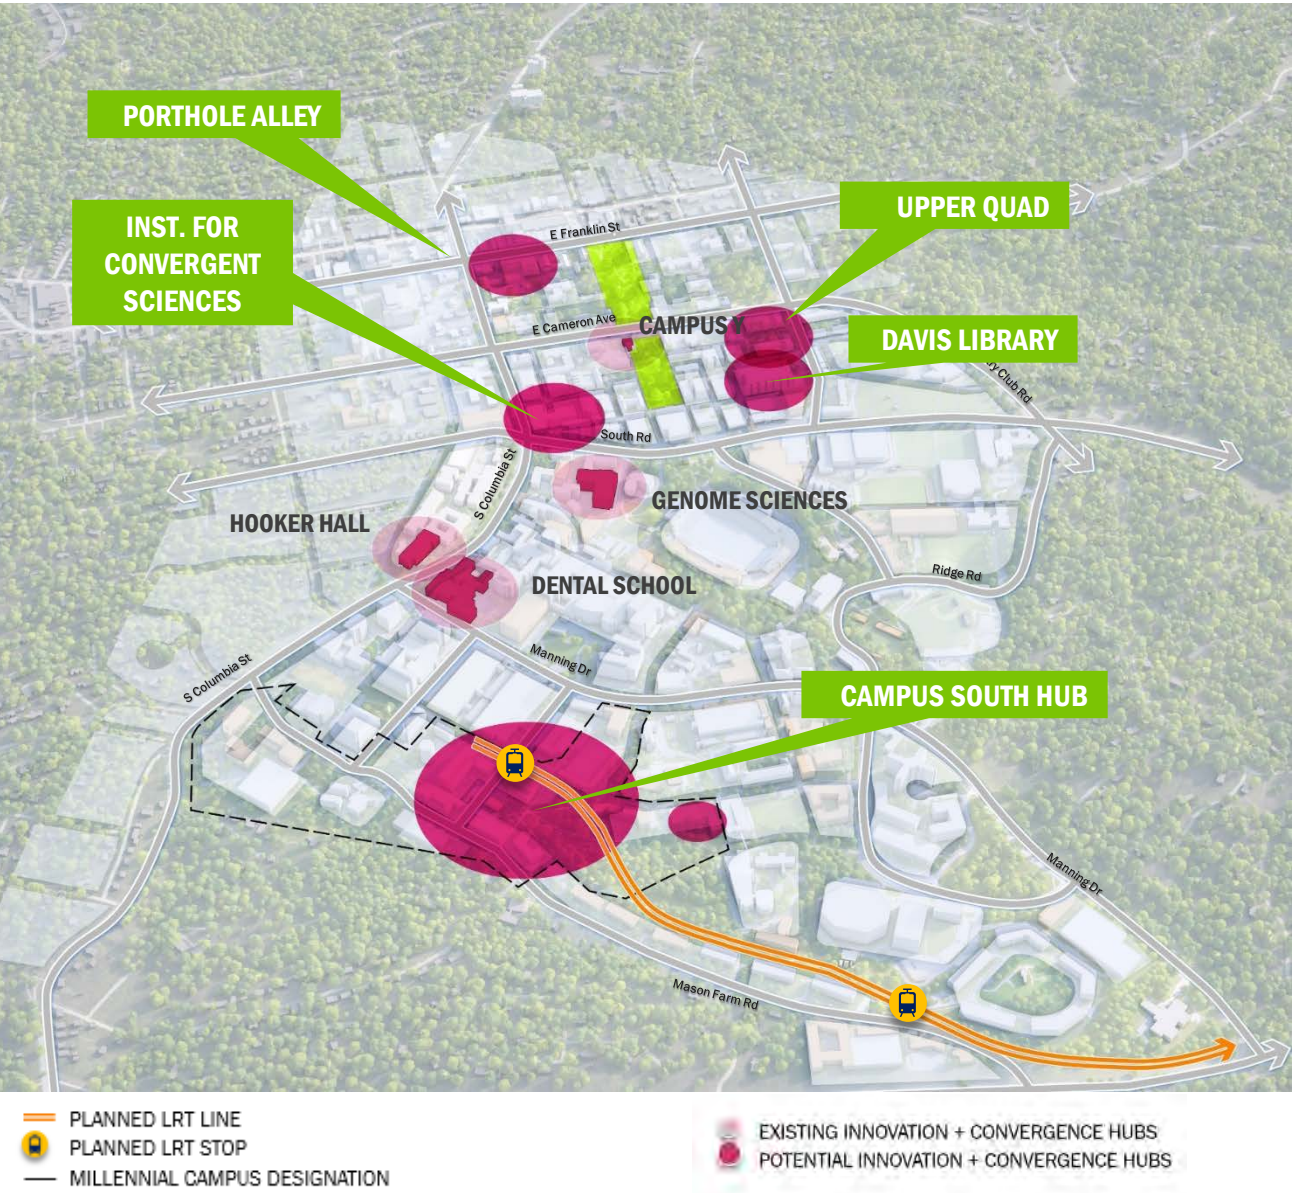 PORTHOLE ALLEY
UPPER QUAD
INST. FOR
CONVERGENT
SCIENCES
E Franklin St
E Cameron Ave
CAMPUS Y
DAVIS LIBRARY
Club Rd
South Rd
S Columbia St
GENOME SCIENCES
HOOKER HALL
DENTAL SCHOOL
Ridge Rd
Manning Dr
S Columbia St
CAMPUS SOUTH HUB
Manning Dr
Mason Farm Rd
PLANNED LRT LINE
PLANNED LRT STOP
MILLENNIAL CAMPUS DESIGNATION
EXISTING INNOVATION + CONVERGENCE HUBS
POTENTIAL INNOVATION + CONVERGENCE HUBS